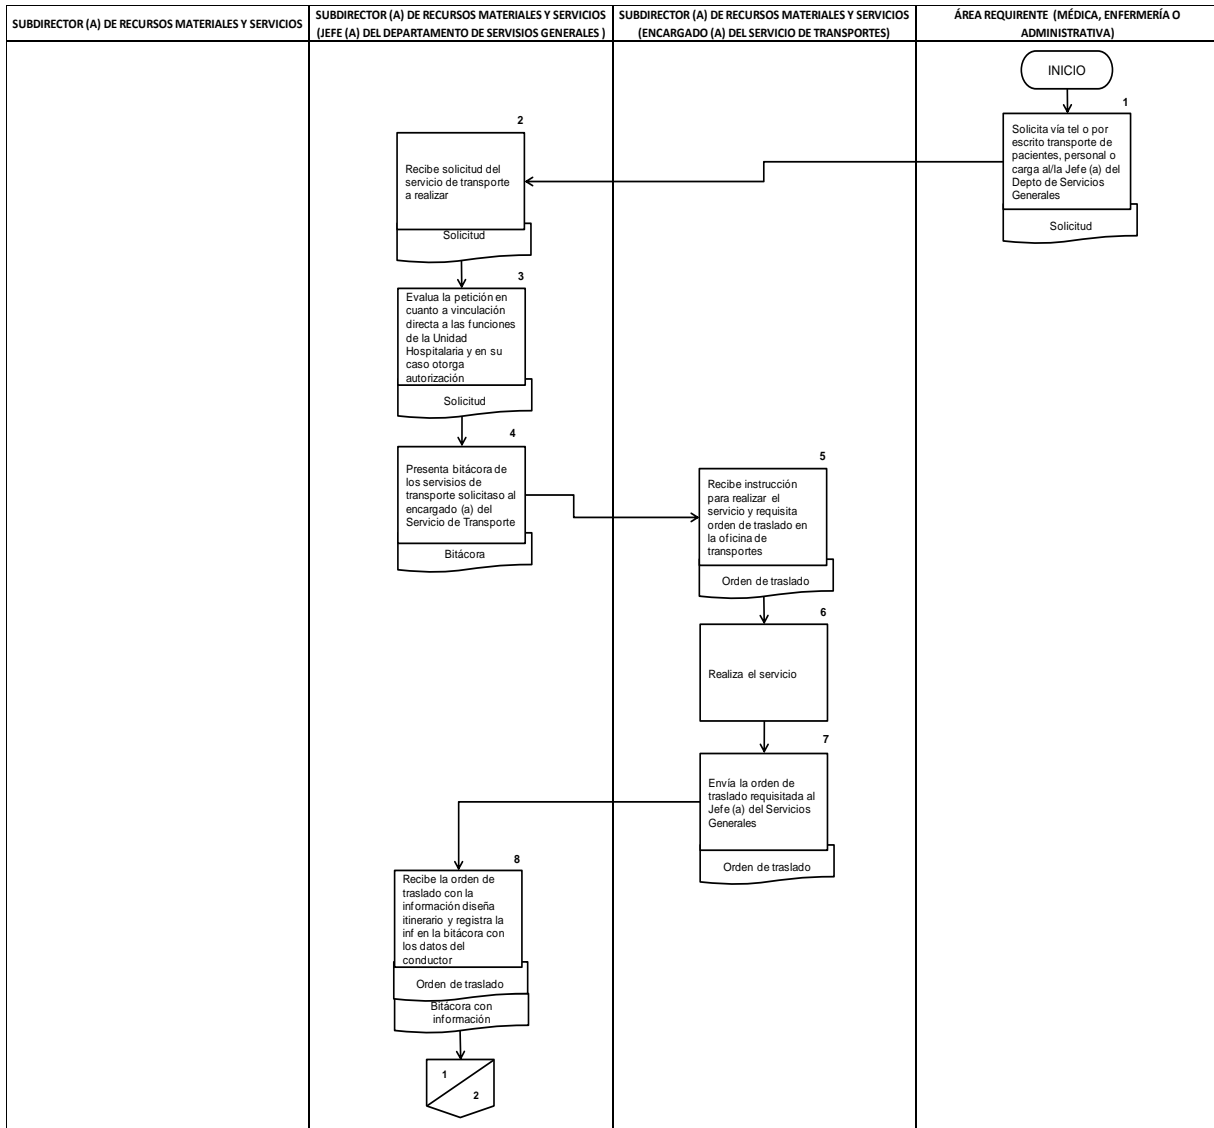 SUBDIRECTOR (A) DE RECURSOS MATERIALES Y SERVICIOS
SUBDIRECTOR (A) DE RECURSOS MATERIALES Y SERVICIOS
(JEFE (A) DEL DEPARTAMENTO DE SERVISIOS GENERALES )
SUBDIRECTOR (A) DE RECURSOS MATERIALES Y SERVICIOS
(ENCARGADO (A) DEL SERVICIO DE TRANSPORTES)
ÁREA REQUIRENTE (MÉDICA, ENFERMERÍA O
ADMINISTRATIVA)
INICIO
1
Solicita vía tel o por
escrito transporte de
pacientes, personal o
carga al/la Jefe (a) del
Depto de Servicios
Generales
Solicitud
2
Recibe solicitud del
servicio de transporte
a realizar
Solicitud
3
Evalua la petición en
cuanto a vinculación
directa a las funciones
de la Unidad
Hospitalaria y en su
caso otorga
autorización
Solicitud
4
Presenta bitácora de
los servisios de
transporte solicitaso al
encargado (a) del
Servicio de Transporte
Bitácora
5
Recibe instrucción
para realizar el
servicio y requisita
orden de traslado en
la oficina de
transportes
Orden de traslado
6
Realiza el servicio
7
Envía la orden de
traslado requisitada al
Jefe (a) del Servicios
Generales
Orden de traslado
8
Recibe la orden de
traslado con la
información diseña
itinerario y registra la
inf en la bitácora con
los datos del
conductor
Orden de traslado
Bitácora con
información
1
2